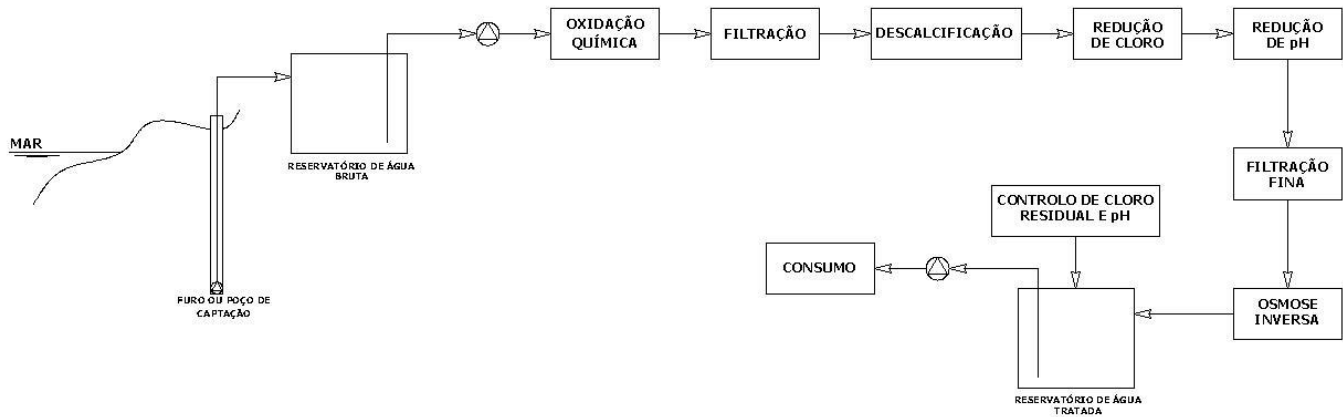 MAR
FURO OU POÇO DE
CAPTAÇÃO
RESERVATÓRIO DE ÁGUA
BRUTA
OXIDAÇÃO
QUÍMICA
FILTRAÇÃO
DESCALCIFICAÇÃO
REDUÇÃO
DE CLORO
REDUÇÃO
DE pH
FILTRAÇÃO
FINA
OSMOSE
INVERSA
CONTROLO DE CLORO
RESIDUAL E pH
RESERVATÓRIO DE ÁGUA
TRATADA
CONSUMO